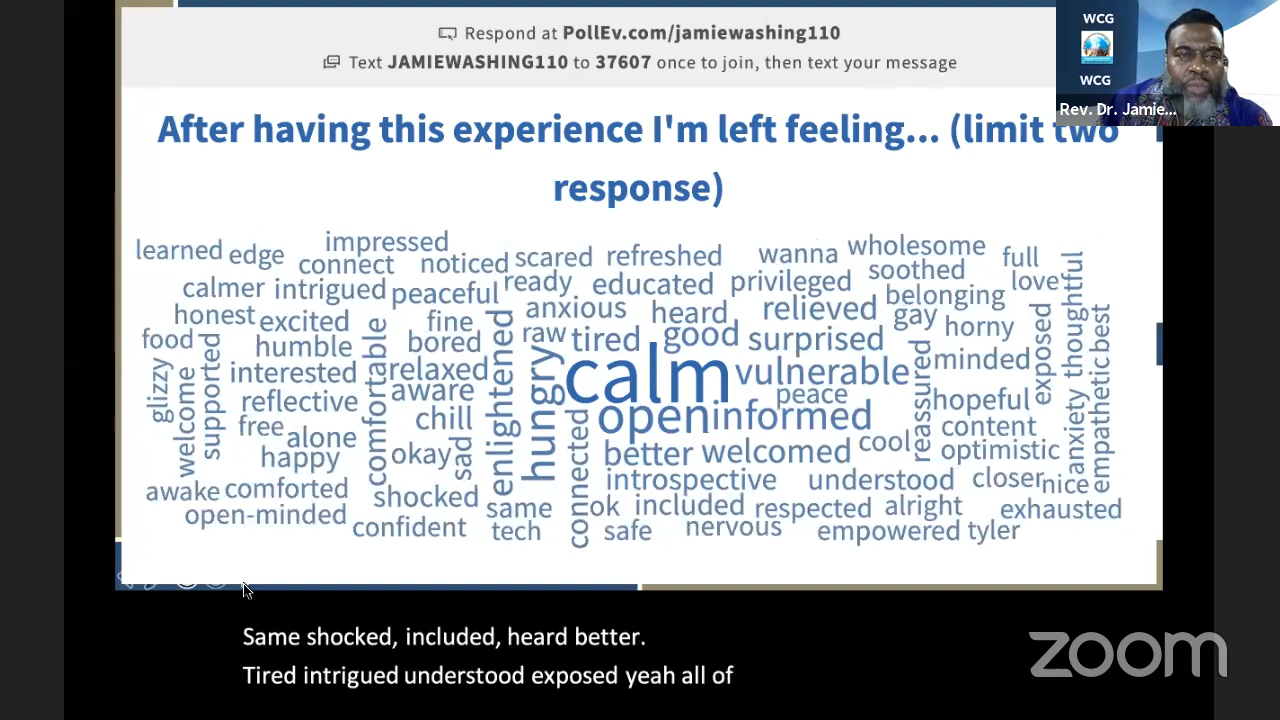 Respond at PollEv.com/jamiewashing110
Text JAMIEWASHING110 to 37607 once to join, then text your message
WCG
WCG
Rev. Dr. Jamie...
After having this experience I'm left feeling... (limit two
response)
learned edge impressed
connect noticed scared refreshed wanna wholesome full
calmer intrigued peaceful ready educated privileged soothed love
honest excited fine anxious heard relieved belonging thoughtful
food humble bored raw tired good surprised gay horny exposed best
glizzy supported interested comfortable relaxed enlightened hungry calm vulnerable reassured minded
welcome reflective aware peace hopeful anxiety empathetic
free alone chill open informed content
happy okay sad connected better welcomed cool optimistic
awake comforted shocked introspective understood closer nice
open-minded confident same ok included respected alright exhausted
tech safe nervous empowered tyler
Same shocked, included, heard better.
Tired intrigued understood exposed yeah all of
zoom